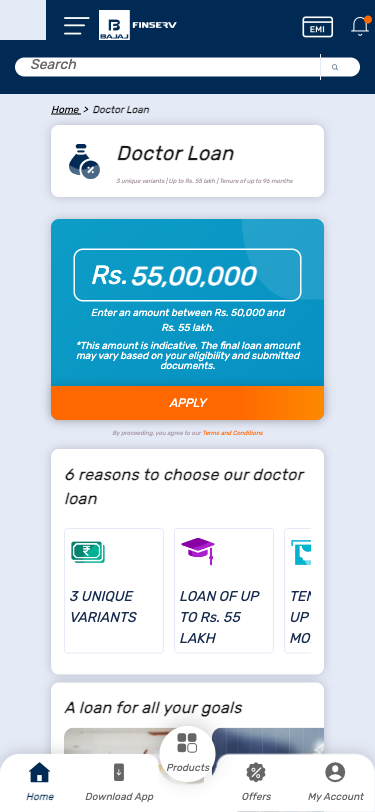 BAJAJ
FINSERV
EMI
Search
Home > Doctor Loan
Doctor Loan
3 unique variants | Up to Rs. 55 lakh | Tenure of up to 96 months
Rs. 55,00,000
Enter an amount between Rs. 50,000 and
Rs. 55 lakh.
*This amount is indicative. The final loan amount
may vary based on your eligibility and submitted
documents.
APPLY
By proceeding, you agree to our Terms and Conditions
6 reasons to choose our doctor
loan
3 UNIQUE
VARIANTS
LOAN OF UP
TO Rs. 55
LAKH
UP
A loan for all your goals
Products
Home
Download App
Offers
My Account